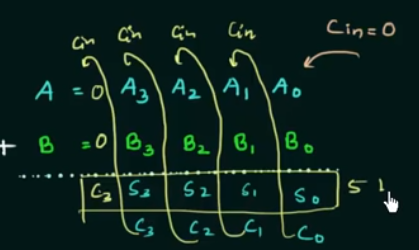 Cin Cin Cin Cin Cin=0
A = 0 A3 A2 A1 A0
+ B = 0 B3 B2 B1 B0
C3 S3 S2 S1 S0 5
C3 C2 C1 C0